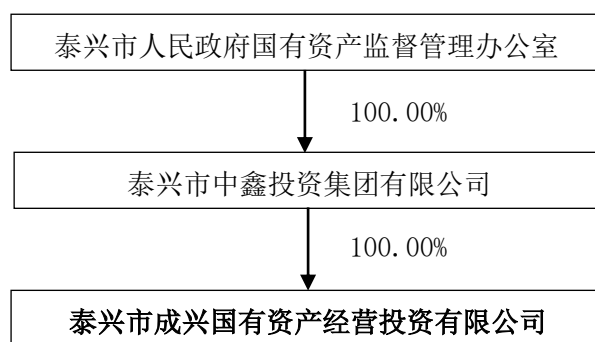 泰兴市人民政府国有资产监督管理办公室
100.00%
泰兴市中鑫投资集团有限公司
100.00%
泰兴市成兴国有资产经营投资有限公司